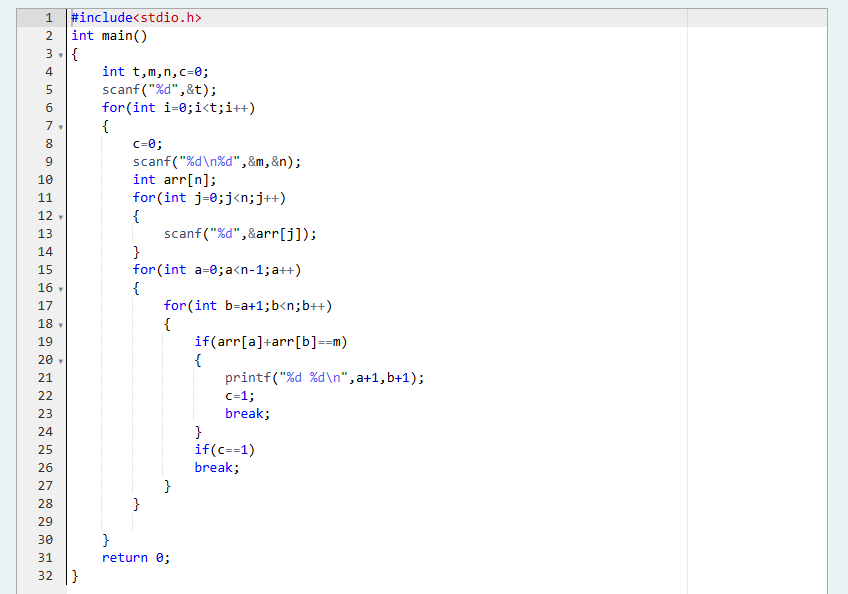 1 #include<stdio.h>
2 int main()
3 {
4 int t,m,n,c=0;
5 scanf("%d",&t);
6 for(int i=0;i<t;i++)
7 {
8 c=0;
9 scanf("%d\n%d",&m,&n);
10 int arr[n];
11 for(int j=0;j<n;j++)
12 {
13 scanf("%d",&arr[j]);
14 }
15 for(int a=0;a<n-1;a++)
16 {
17 for(int b=a+1;b<n;b++)
18 {
19 if(arr[a]+arr[b]==m)
20 {
21 printf("%d %d\n",a+1,b+1);
22 c=1;
23 break;
24 }
25 if(c==1)
26 break;
27 }
28 }
29
30 }
31 return 0;
32 }